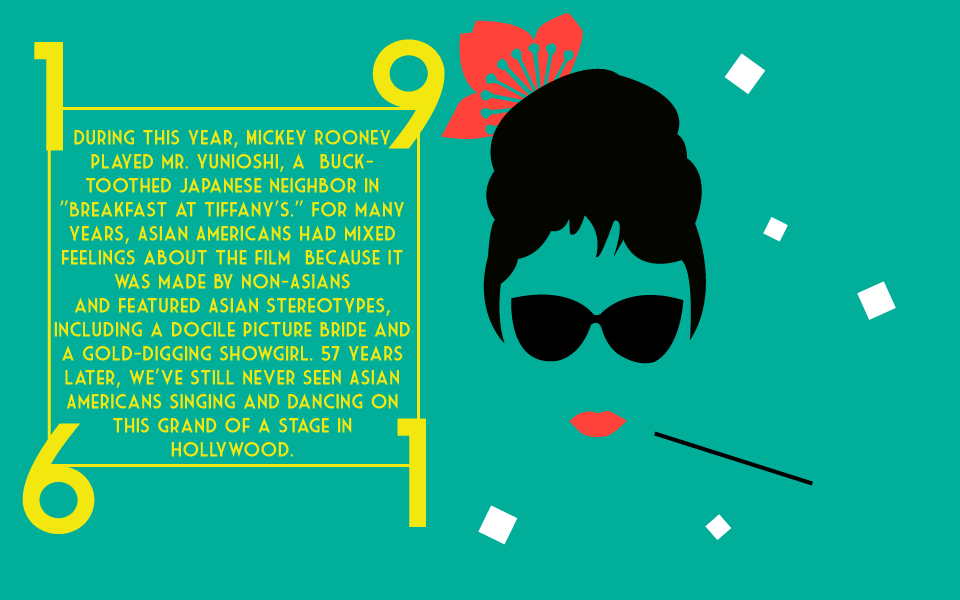 1 9
DURING THIS YEAR, MICKEY ROONEY
PLAYED MR. YUNIOSHI, A BUCK-
TOOTHED JAPANESE NEIGHBOR IN
"BREAKFAST AT TIFFANY'S." FOR MANY
YEARS, ASIAN AMERICANS HAD MIXED
FEELINGS ABOUT THE FILM BECAUSE IT
WAS MADE BY NON-ASIANS
AND FEATURED ASIAN STEREOTYPES,
INCLUDING A DOCILE PICTURE BRIDE AND
A GOLD-DIGGING SHOWGIRL. 57 YEARS
LATER, WE'VE STILL NEVER SEEN ASIAN
AMERICANS SINGING AND DANCING ON
THIS GRAND OF A STAGE IN
HOLLYWOOD.
6 1